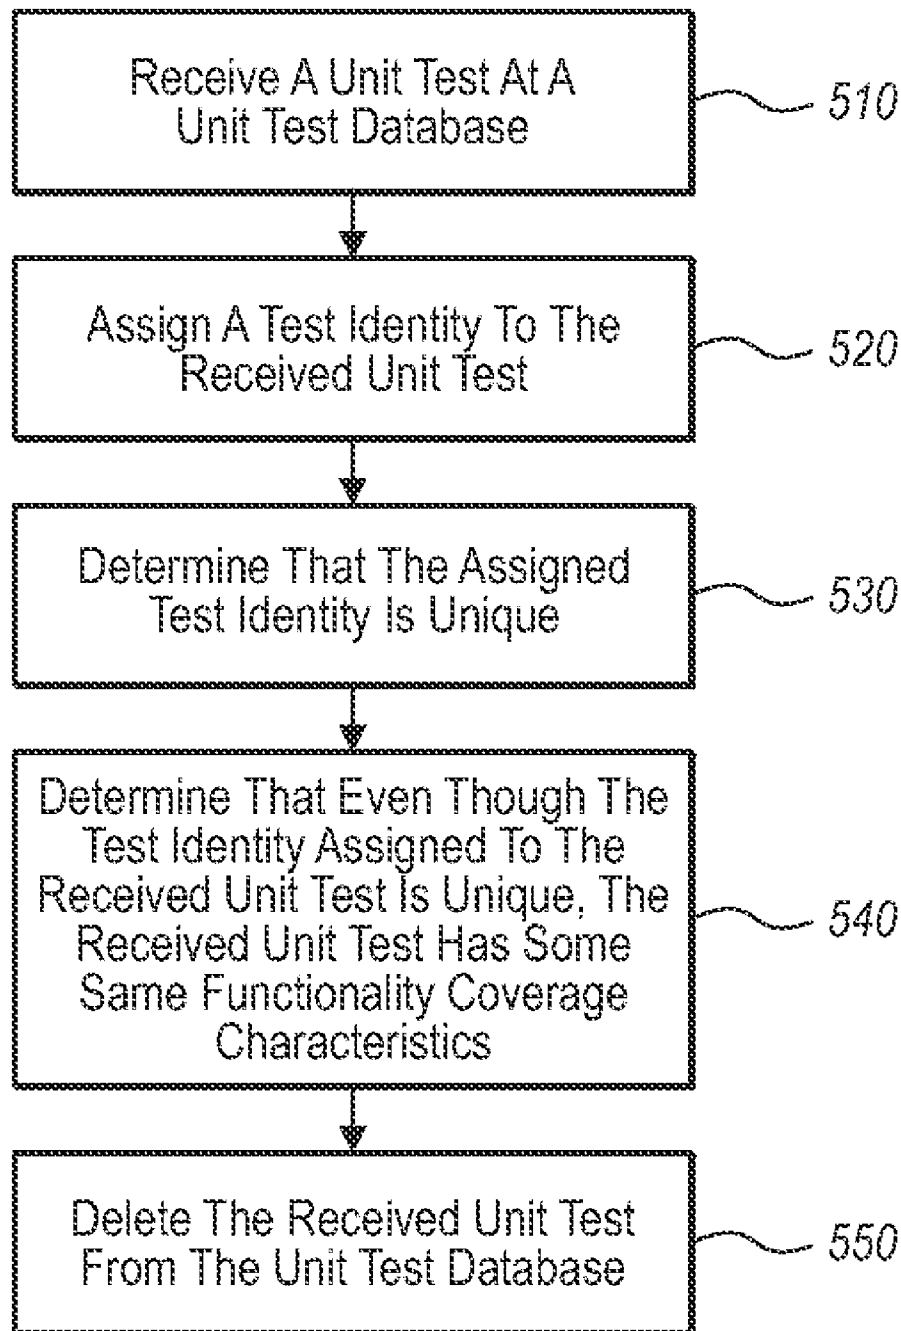 Receive A Unit Test At A
Unit Test Database
510
Assign A Test Identity To The
Received Unit Test
520
Determine That The Assigned
Test Identity Is Unique
530
Determine That Even Though The
Test Identity Assigned To The
Received Unit Test Is Unique, The
Received Unit Test Has Some
Same Functionality Coverage
Characteristics
540
Delete The Received Unit Test
From The Unit Test Database
550